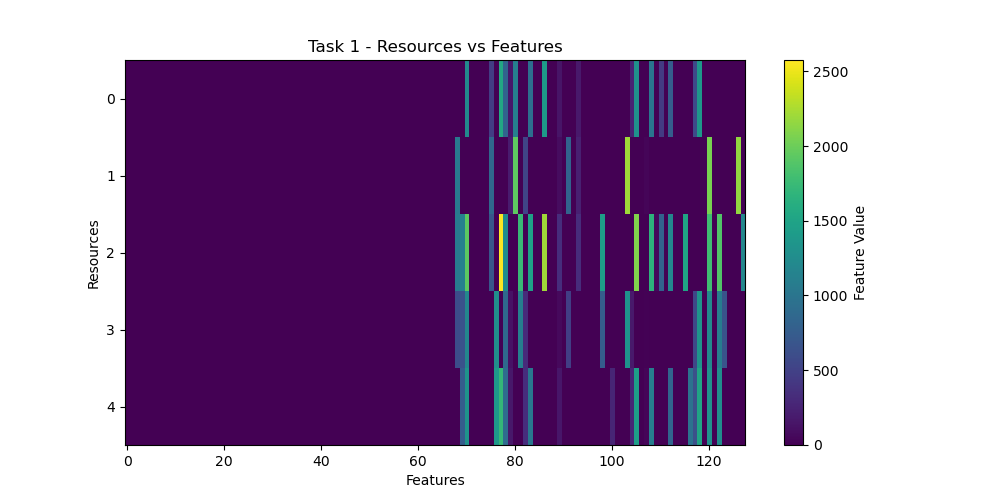 Task 1 - Resources vs Features
Resources
0
1
2
3
4
0 20 40 60 80 100 120
Features
2500
2000
1500
1000
500
0
Feature Value